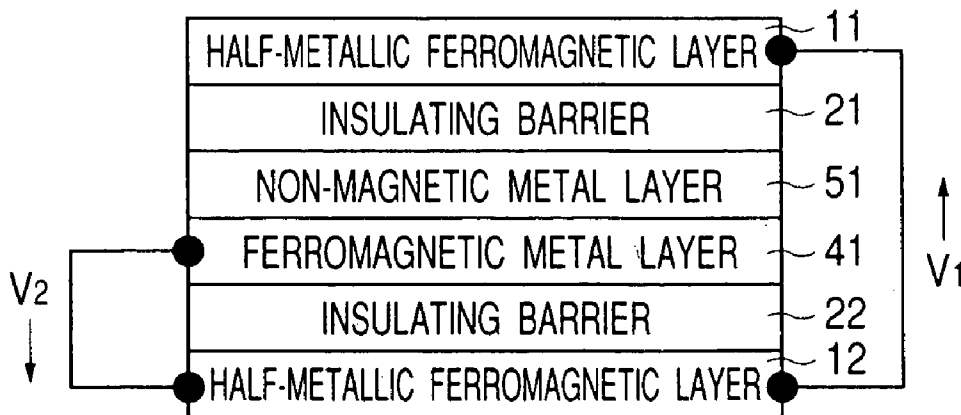 11
HALF-METALLIC FERROMAGNETIC LAYER
INSULATING BARRIER 21
NON-MAGNETIC METAL LAYER 51
FERROMAGNETIC METAL LAYER 41
V2
V1
INSULATING BARRIER 22
12
HALF-METALLIC FERROMAGNETIC LAYER